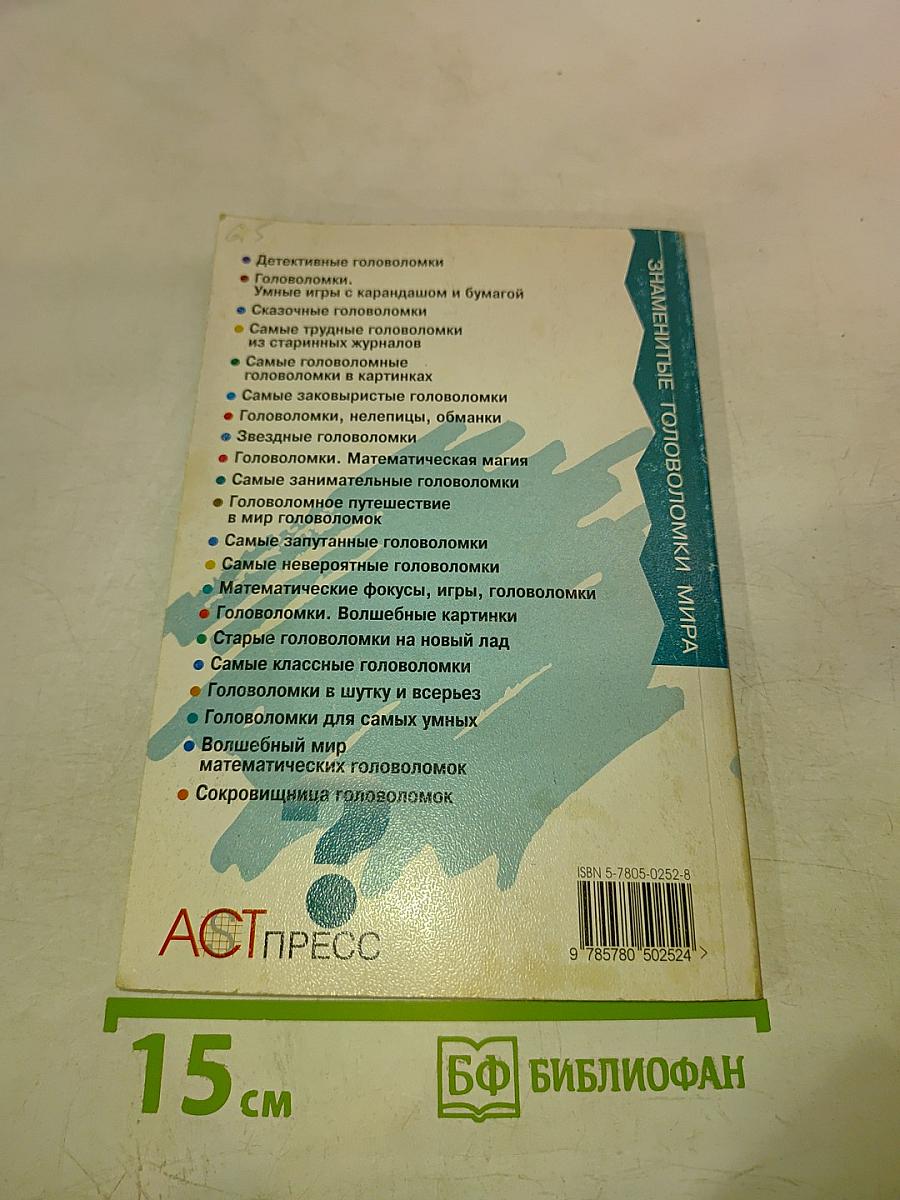 Детективные головоломки
Головоломки.
Умные игры с карандашом и бумагой
Сказочные головоломки
Самые трудные головоломки
из старинных журналов
Самые головоломные
головоломки в картинках
Самые заковыристые головоломки
Головоломки, нелепицы, обманки
Звездные головоломки
Головоломки. Математическая магия
Самые занимательные головоломки
Головоломное путешествие
в мир головоломок
Самые запутанные головоломки
Самые невероятные головоломки
Математические фокусы, игры, головоломки
Головоломки. Волшебные картинки
Старые головоломки на новый лад
Самые классные головоломки
Головоломки в шутку и всерьез
Головоломки для самых умных
Волшебный мир
математических головоломок
Сокровищница головоломок
ЗНАМЕНИТЫЕ ГОЛОВОЛОМКИ МИРА
АСТ ПРЕСС
ISBN 5-7805-0252-8
9 785780 502524 >
15 см
БФ БИБЛИОФАН